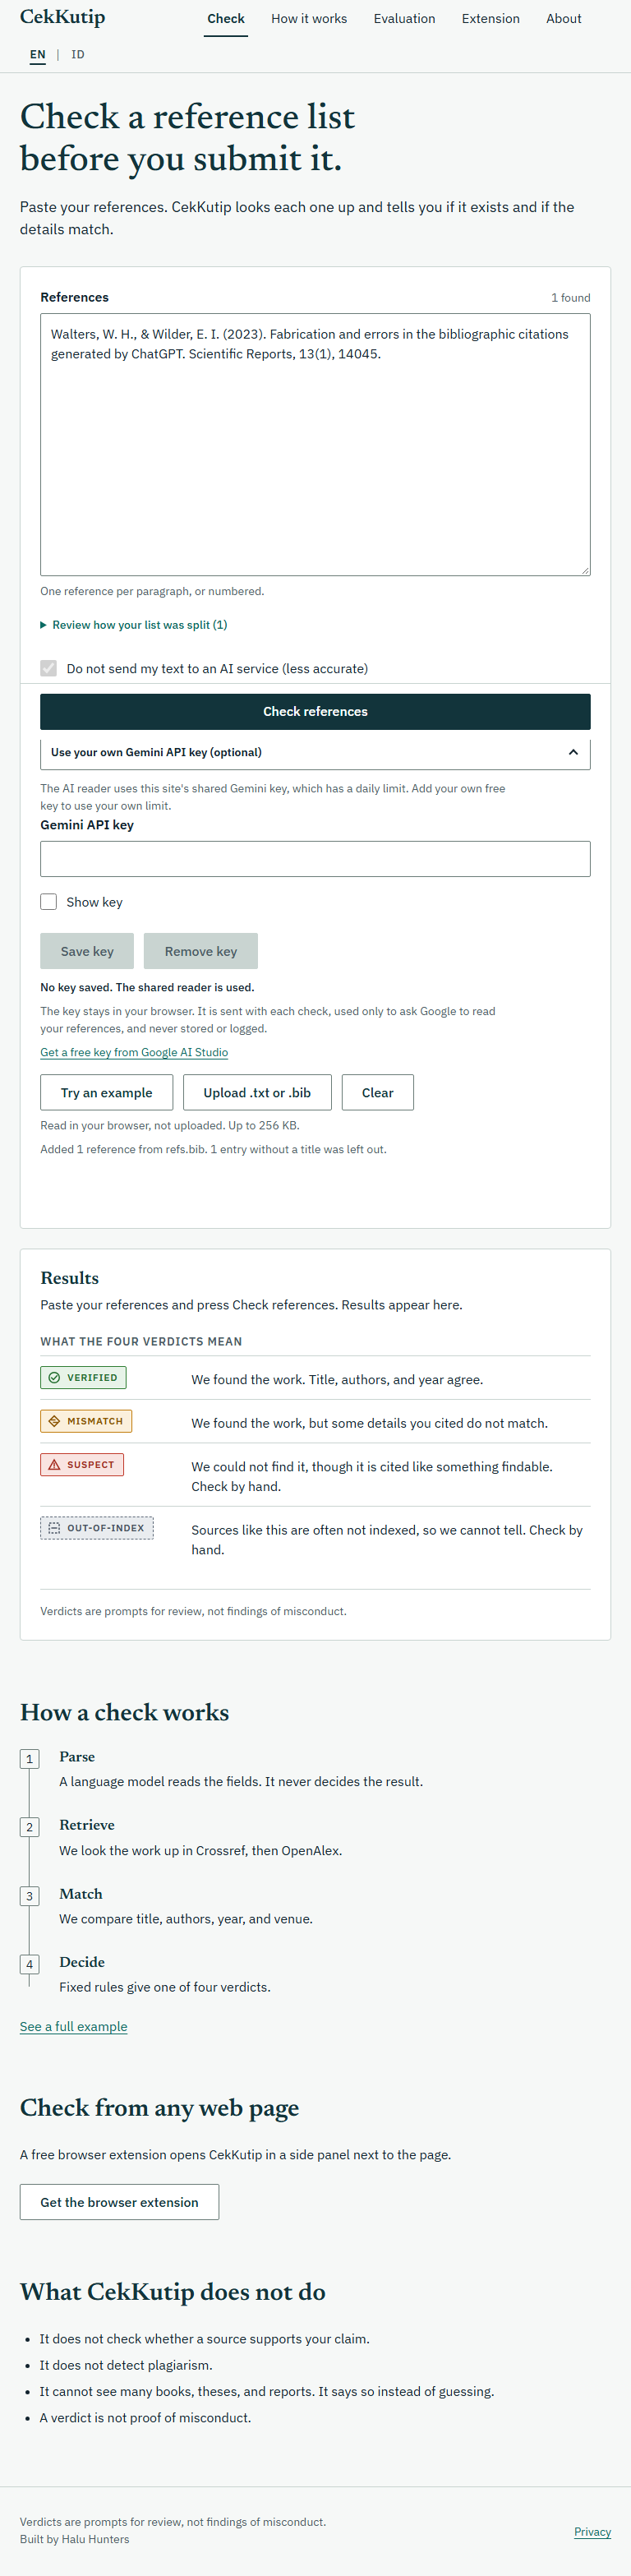 CekKutip
Check
How it works
Evaluation
Extension
About
EN | ID
Check a reference list
before you submit it.
Paste your references. CekKutip looks each one up and tells you if it exists and if the
details match.
References
1 found
Walters, W. H., & Wilder, E. I. (2023). Fabrication and errors in the bibliographic citations
generated by ChatGPT. Scientific Reports, 13(1), 14045.
One reference per paragraph, or numbered.
Review how your list was split (1)
Do not send my text to an AI service (less accurate)
Check references
Use your own Gemini API key (optional)
The AI reader uses this site's shared Gemini key, which has a daily limit. Add your own free
key to use your own limit.
Gemini API key
Show key
Save key
Remove key
No key saved. The shared reader is used.
The key stays in your browser. It is sent with each check, used only to ask Google to read
your references, and never stored or logged.
Get a free key from Google AI Studio
Try an example
Upload .txt or .bib
Clear
Read in your browser, not uploaded. Up to 256 KB.
Added 1 reference from refs.bib. 1 entry without a title was left out.
Results
Paste your references and press Check references. Results appear here.
WHAT THE FOUR VERDICTS MEAN
VERIFIED
We found the work. Title, authors, and year agree.
MISMATCH
We found the work, but some details you cited do not match.
SUSPECT
We could not find it, though it is cited like something findable.
Check by hand.
OUT-OF-INDEX
Sources like this are often not indexed, so we cannot tell. Check by
hand.
Verdicts are prompts for review, not findings of misconduct.
How a check works
1
Parse
A language model reads the fields. It never decides the result.
2
Retrieve
We look the work up in Crossref, then OpenAlex.
3
Match
We compare title, authors, year, and venue.
4
Decide
Fixed rules give one of four verdicts.
See a full example
Check from any web page
A free browser extension opens CekKutip in a side panel next to the page.
Get the browser extension
What CekKutip does not do
• It does not check whether a source supports your claim.
• It does not detect plagiarism.
• It cannot see many books, theses, and reports. It says so instead of guessing.
• A verdict is not proof of misconduct.
Verdicts are prompts for review, not findings of misconduct.
Built by Halu Hunters
Privacy